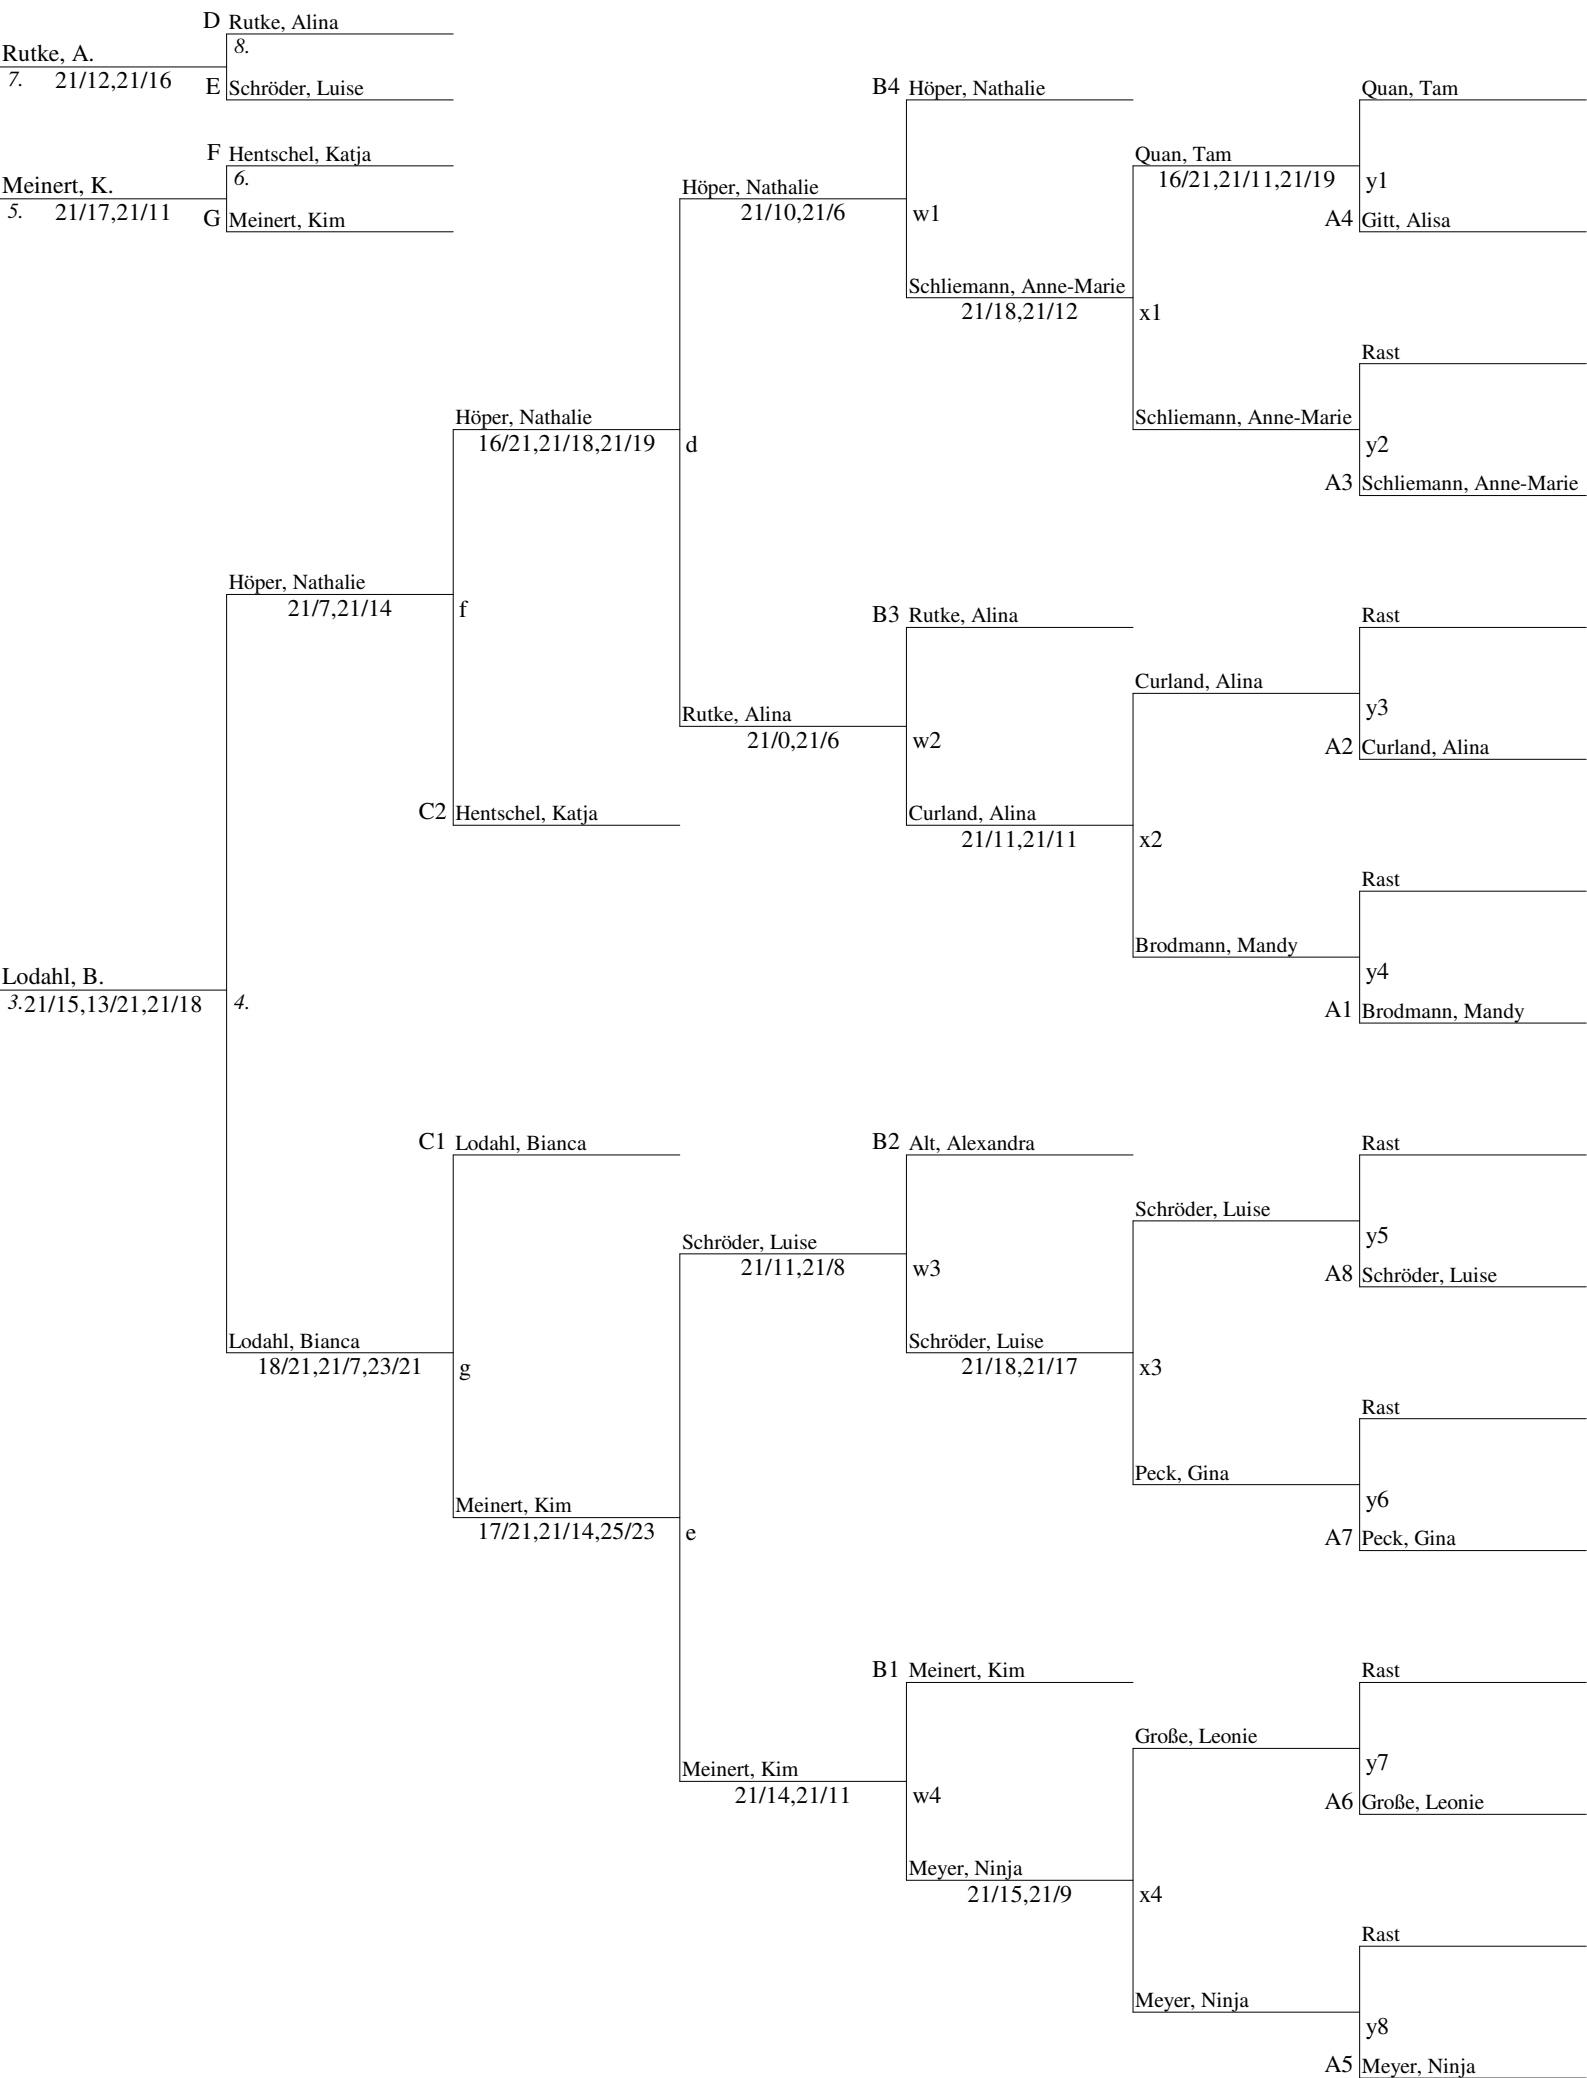 D Rutke, Alina
8.
Rutke, A.
7. 21/12,21/16
E Schröder, Luise
F Hentschel, Katja
6.
Meinert, K.
5. 21/17,21/11
G Meinert, Kim
Lodahl, B.
3. 21/15,13/21,21/18
4.
Höper, Nathalie
21/7,21/14
f
Lodahl, Bianca
18/21,21/7,23/21
g
Höper, Nathalie
16/21,21/18,21/19
d
C2 Hentschel, Katja
C1 Lodahl, Bianca
Meinert, Kim
17/21,21/14,25/23
e
Höper, Nathalie
21/10,21/6
w1
Rutke, Alina
21/0,21/6
w2
Schröder, Luise
21/11,21/8
w3
Meinert, Kim
21/14,21/11
w4
B4 Höper, Nathalie
Schliemann, Anne-Marie
21/18,21/12
x1
B3 Rutke, Alina
Curland, Alina
21/11,21/11
x2
B2 Alt, Alexandra
Schröder, Luise
21/18,21/17
x3
B1 Meinert, Kim
Meyer, Ninja
21/15,21/9
x4
Quan, Tam
16/21,21/11,21/19
y1
Schliemann, Anne-Marie
y2
Curland, Alina
y3
Brodmann, Mandy
y4
Schröder, Luise
y5
Peck, Gina
y6
Große, Leonie
y7
Meyer, Ninja
y8
Quan, Tam
A4 Gitt, Alisa
Rast
A3 Schliemann, Anne-Marie
Rast
A2 Curland, Alina
Rast
A1 Brodmann, Mandy
Rast
A8 Schröder, Luise
Rast
A7 Peck, Gina
Rast
A6 Große, Leonie
Rast
A5 Meyer, Ninja